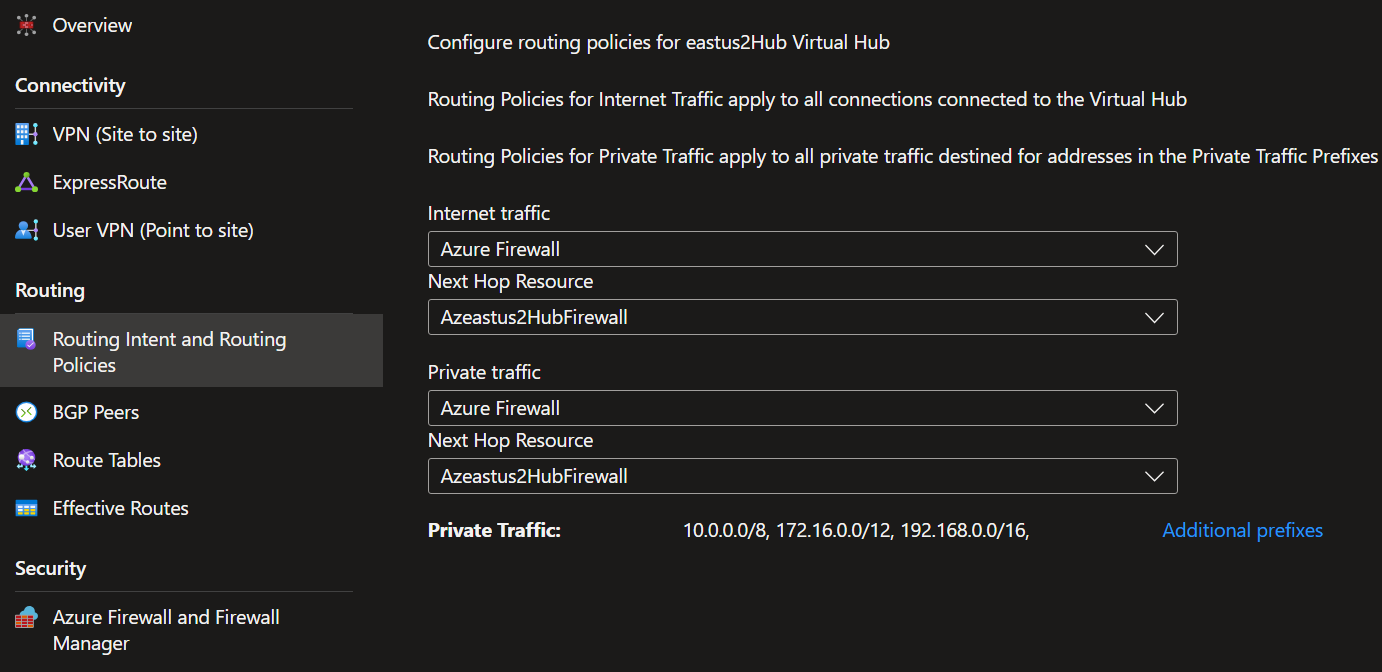 Overview
Connectivity
VPN (Site to site)
ExpressRoute
User VPN (Point to site)
Routing
Routing Intent and Routing
Policies
BGP Peers
Route Tables
Effective Routes
Security
Azure Firewall and Firewall
Manager
Configure routing policies for eastus2Hub Virtual Hub
Routing Policies for Internet Traffic apply to all connections connected to the Virtual Hub
Routing Policies for Private Traffic apply to all private traffic destined for addresses in the Private Traffic Prefixes
Internet traffic
Azure Firewall
Next Hop Resource
Azeastus2HubFirewall
Private traffic
Azure Firewall
Next Hop Resource
Azeastus2HubFirewall
Private Traffic: 10.0.0.0/8, 172.16.0.0/12, 192.168.0.0/16, Additional prefixes